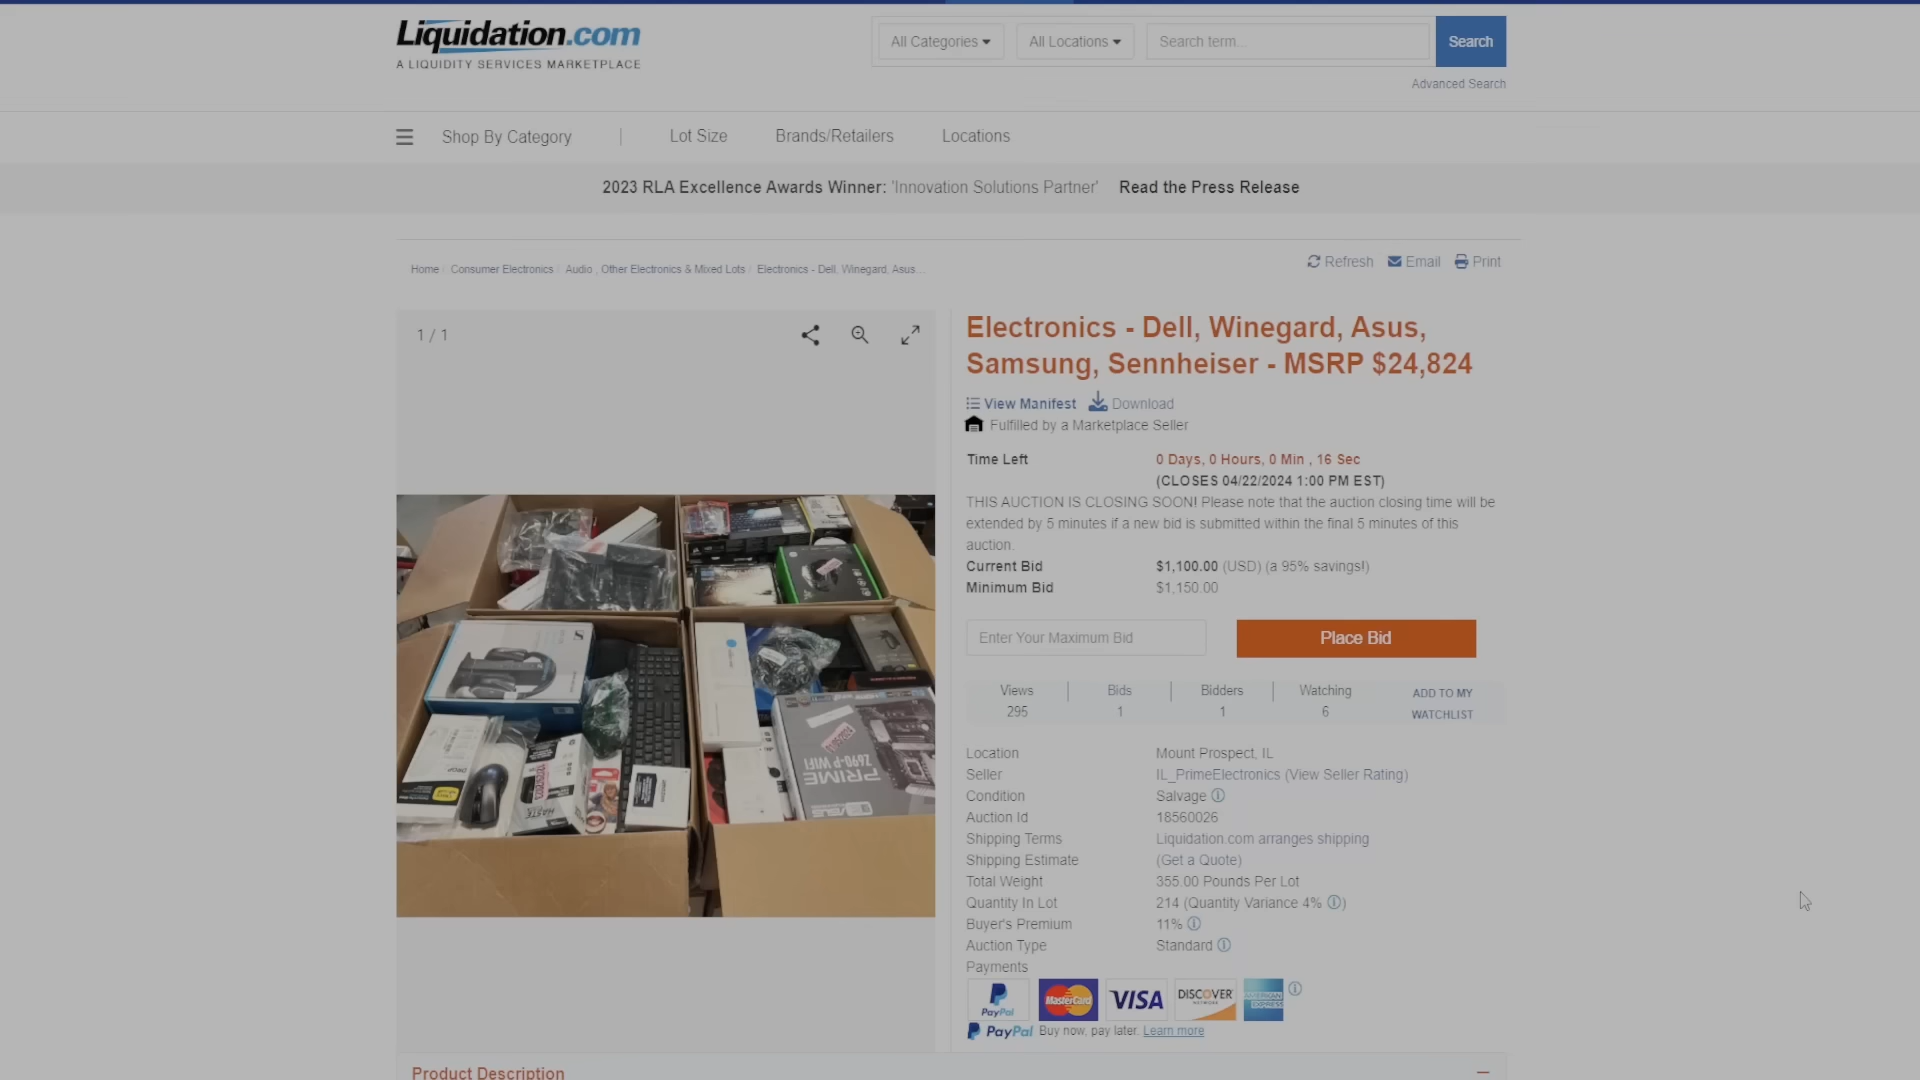 Liquidation.com
A LIQUIDITY SERVICES MARKETPLACE
All Categories
All Locations
Search term...
Search
Advanced Search
Shop By Category
Lot Size
Brands/Retailers
Locations
2023 RLA Excellence Awards Winner: 'Innovation Solutions Partner' Read the Press Release
Home / Consumer Electronics / Audio , Other Electronics & Mixed Lots / Electronics - Dell, Winegard, Asus...
Refresh
Email
Print
1 / 1
Electronics - Dell, Winegard, Asus,
Samsung, Sennheiser - MSRP $24,824
View Manifest Download
Fulfilled by a Marketplace Seller
Time Left 0 Days, 0 Hours, 0 Min , 16 Sec
(CLOSES 04/22/2024 1:00 PM EST)
THIS AUCTION IS CLOSING SOON! Please note that the auction closing time will be
extended by 5 minutes if a new bid is submitted within the final 5 minutes of this
auction.
Current Bid $1,100.00 (USD) (a 95% savings!)
Minimum Bid $1,150.00
Enter Your Maximum Bid
Place Bid
Views Bids Bidders Watching
295 1 1 6
ADD TO MY
WATCHLIST
Location Mount Prospect, IL
Seller IL_PrimeElectronics (View Seller Rating)
Condition Salvage
Auction Id 18560026
Shipping Terms Liquidation.com arranges shipping
Shipping Estimate (Get a Quote)
Total Weight 355.00 Pounds Per Lot
Quantity In Lot 214 (Quantity Variance 4% )
Buyer's Premium 11%
Auction Type Standard
Payments
PayPal
MasterCard
VISA
DISCOVER
AMERICAN EXPRESS
PayPal Buy now, pay later. Learn more
PRIME
Z690-P WIFI
ASUS
DROP
HASTE
Product Description